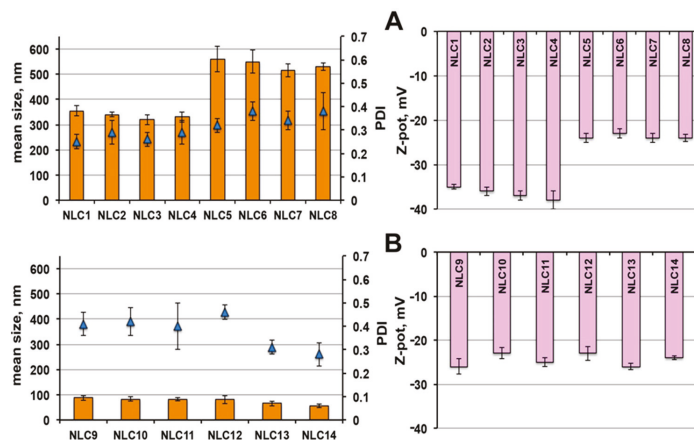 A
mean size, nm
600
500
400
300
200
100
0
0.7
0.6
0.5
0.4
0.3
0.2
0.1
0
PDI
NLC1 NLC2 NLC3 NLC4 NLC5 NLC6 NLC7 NLC8
Z-pot, mV
0
-10
-20
-30
-40
NLC1
NLC2
NLC3
NLC4
NLC5
NLC6
NLC7
NLC8
B
mean size, nm
600
500
400
300
200
100
0
0.7
0.6
0.5
0.4
0.3
0.2
0.1
0
PDI
NLC9 NLC10 NLC11 NLC12 NLC13 NLC14
Z-pot, mV
0
-10
-20
-30
-40
NLC9
NLC10
NLC11
NLC12
NLC13
NLC14